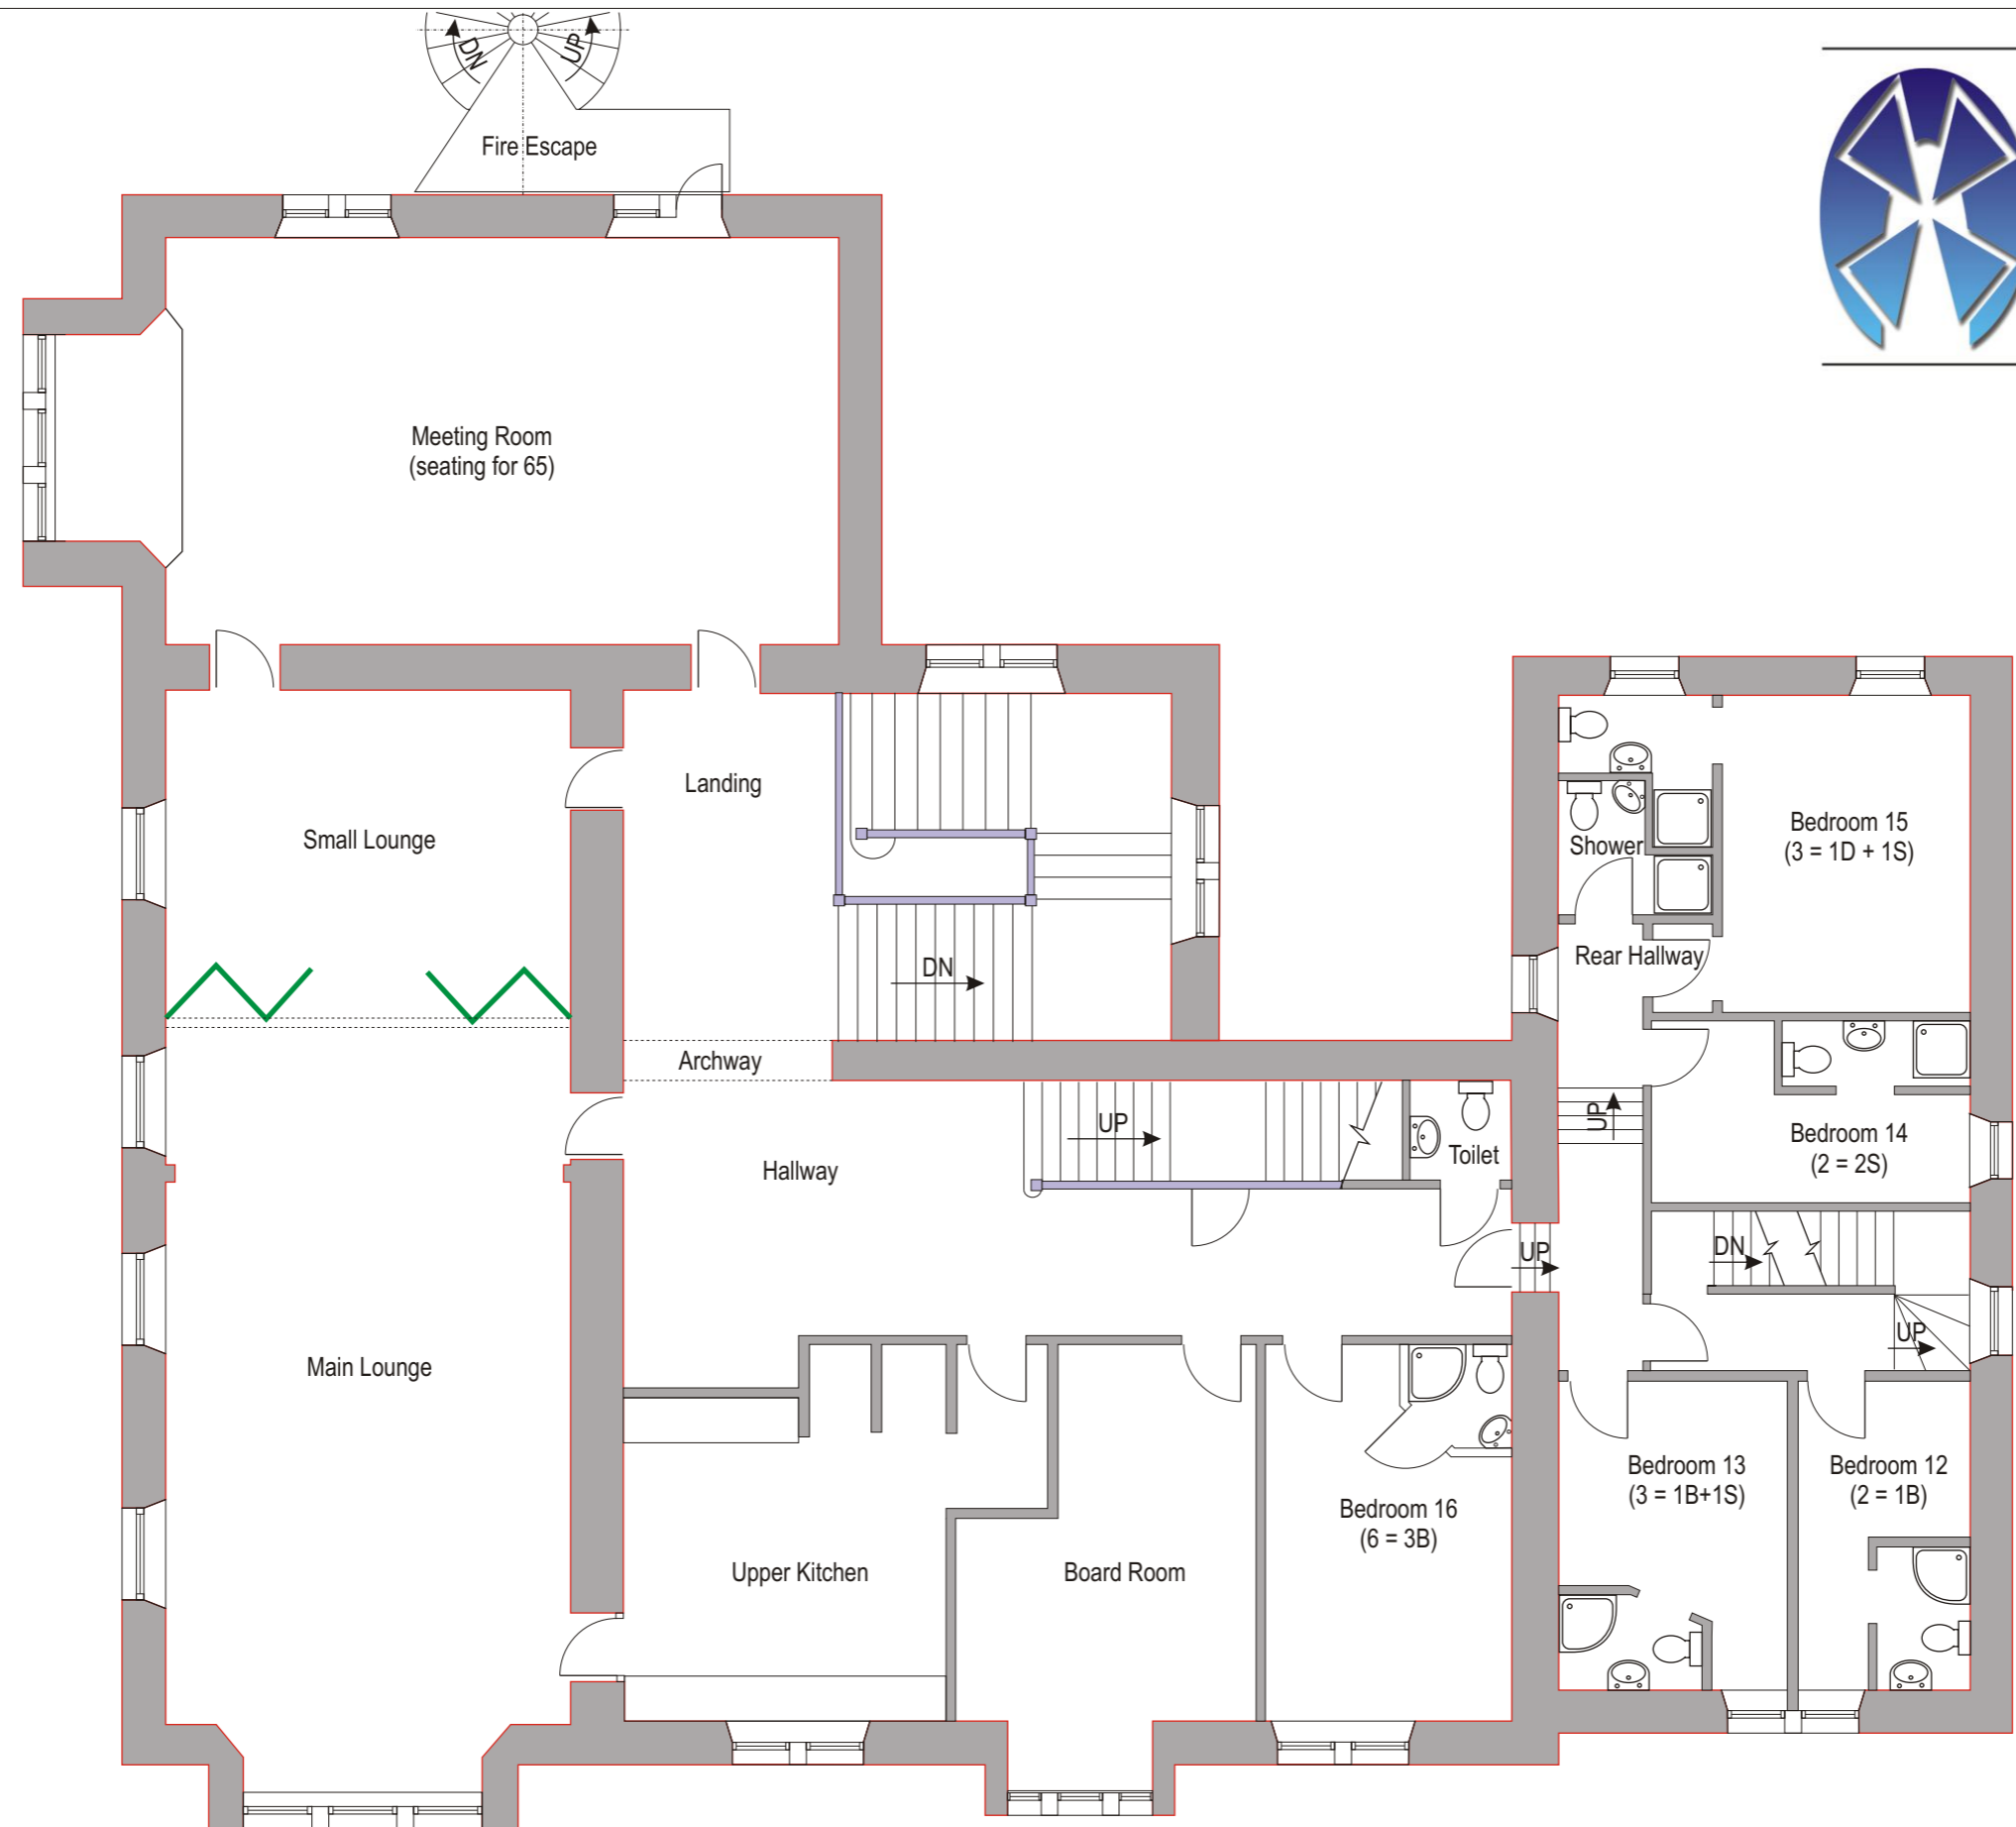 DN
UP
Fire Escape
Meeting Room
(seating for 65)
Landing
Small Lounge
Bedroom 15
(3 = 1D + 1S)
Shower
Rear Hallway
DN
Archway
UP
UP
Bedroom 14
(2 = 2S)
Toilet
Hallway
UP
DN
UP
Main Lounge
Bedroom 13
(3 = 1B+1S)
Bedroom 12
(2 = 1B)
Bedroom 16
(6 = 3B)
Upper Kitchen
Board Room